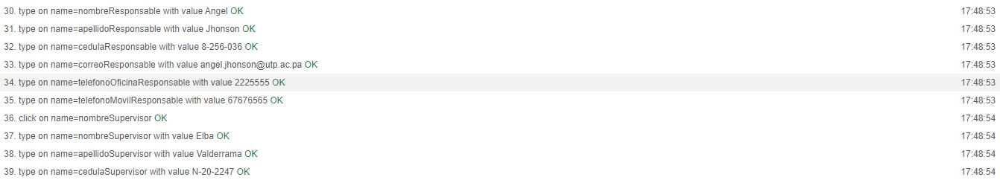 30. type on name=nombreResponsable with value Angel OK 17:48:53
31. type on name=apellidoResponsable with value Jhonson OK 17:48:53
32. type on name=cedulaResponsable with value 8-256-036 OK 17:48:53
33. type on name=correoResponsable with value angel.jhonson@utp.ac.pa OK 17:48:53
34. type on name=telefonoOficinaResponsable with value 2225555 OK 17:48:53
35. type on name=telefonoMovilResponsable with value 67676565 OK 17:48:53
36. click on name=nombreSupervisor OK 17:48:54
37. type on name=nombreSupervisor with value Elba OK 17:48:54
38. type on name=apellidoSupervisor with value Valderrama OK 17:48:54
39. type on name=cedulaSupervisor with value N-20-2247 OK 17:48:54